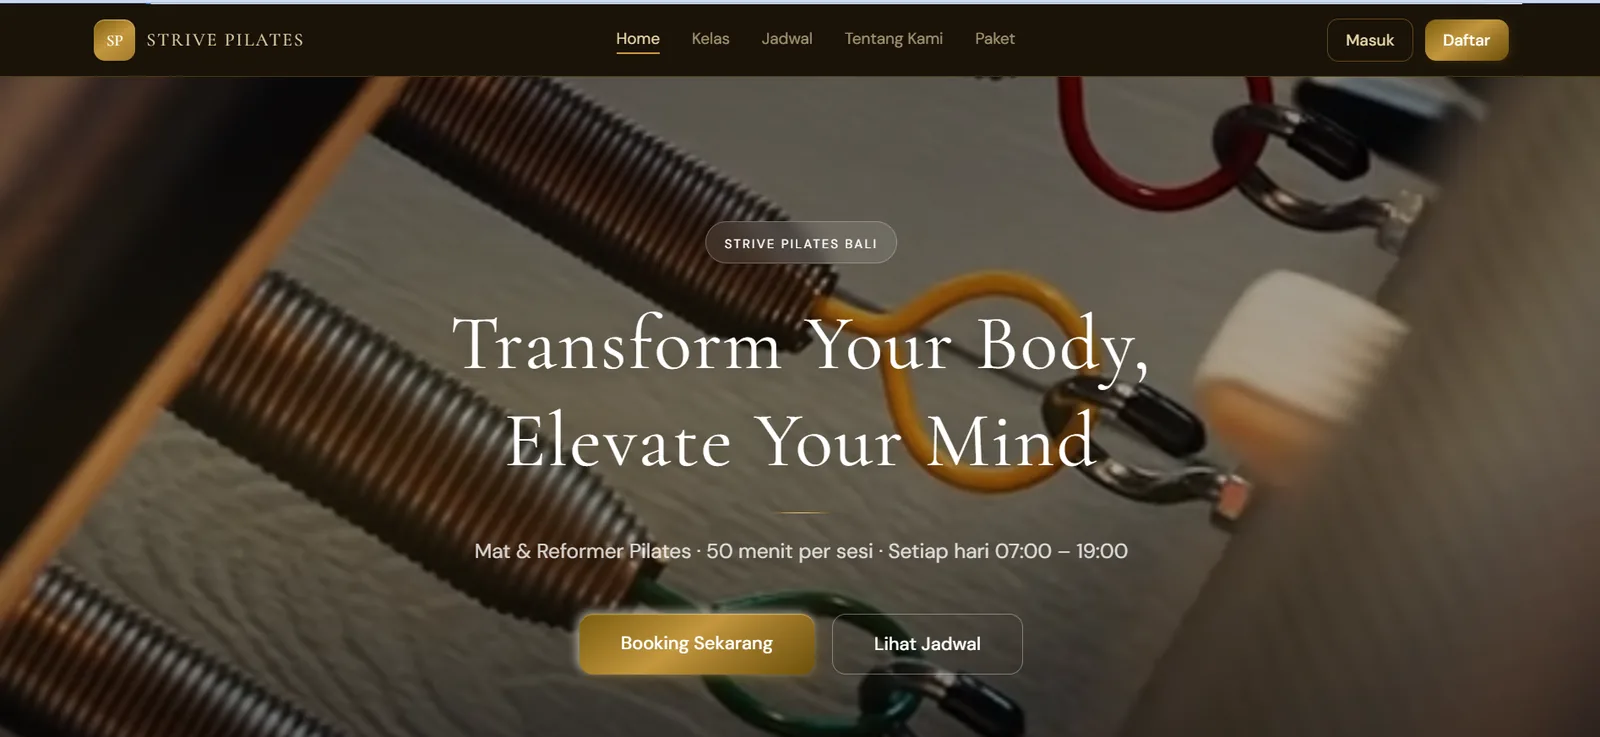 SP STRIVE PILATES
Home Kelas Jadwal Tentang Kami Paket
Masuk Daftar
STRIVE PILATES BALI
Transform Your Body,
Elevate Your Mind
Mat & Reformer Pilates · 50 menit per sesi · Setiap hari 07:00 – 19:00
Booking Sekarang Lihat Jadwal